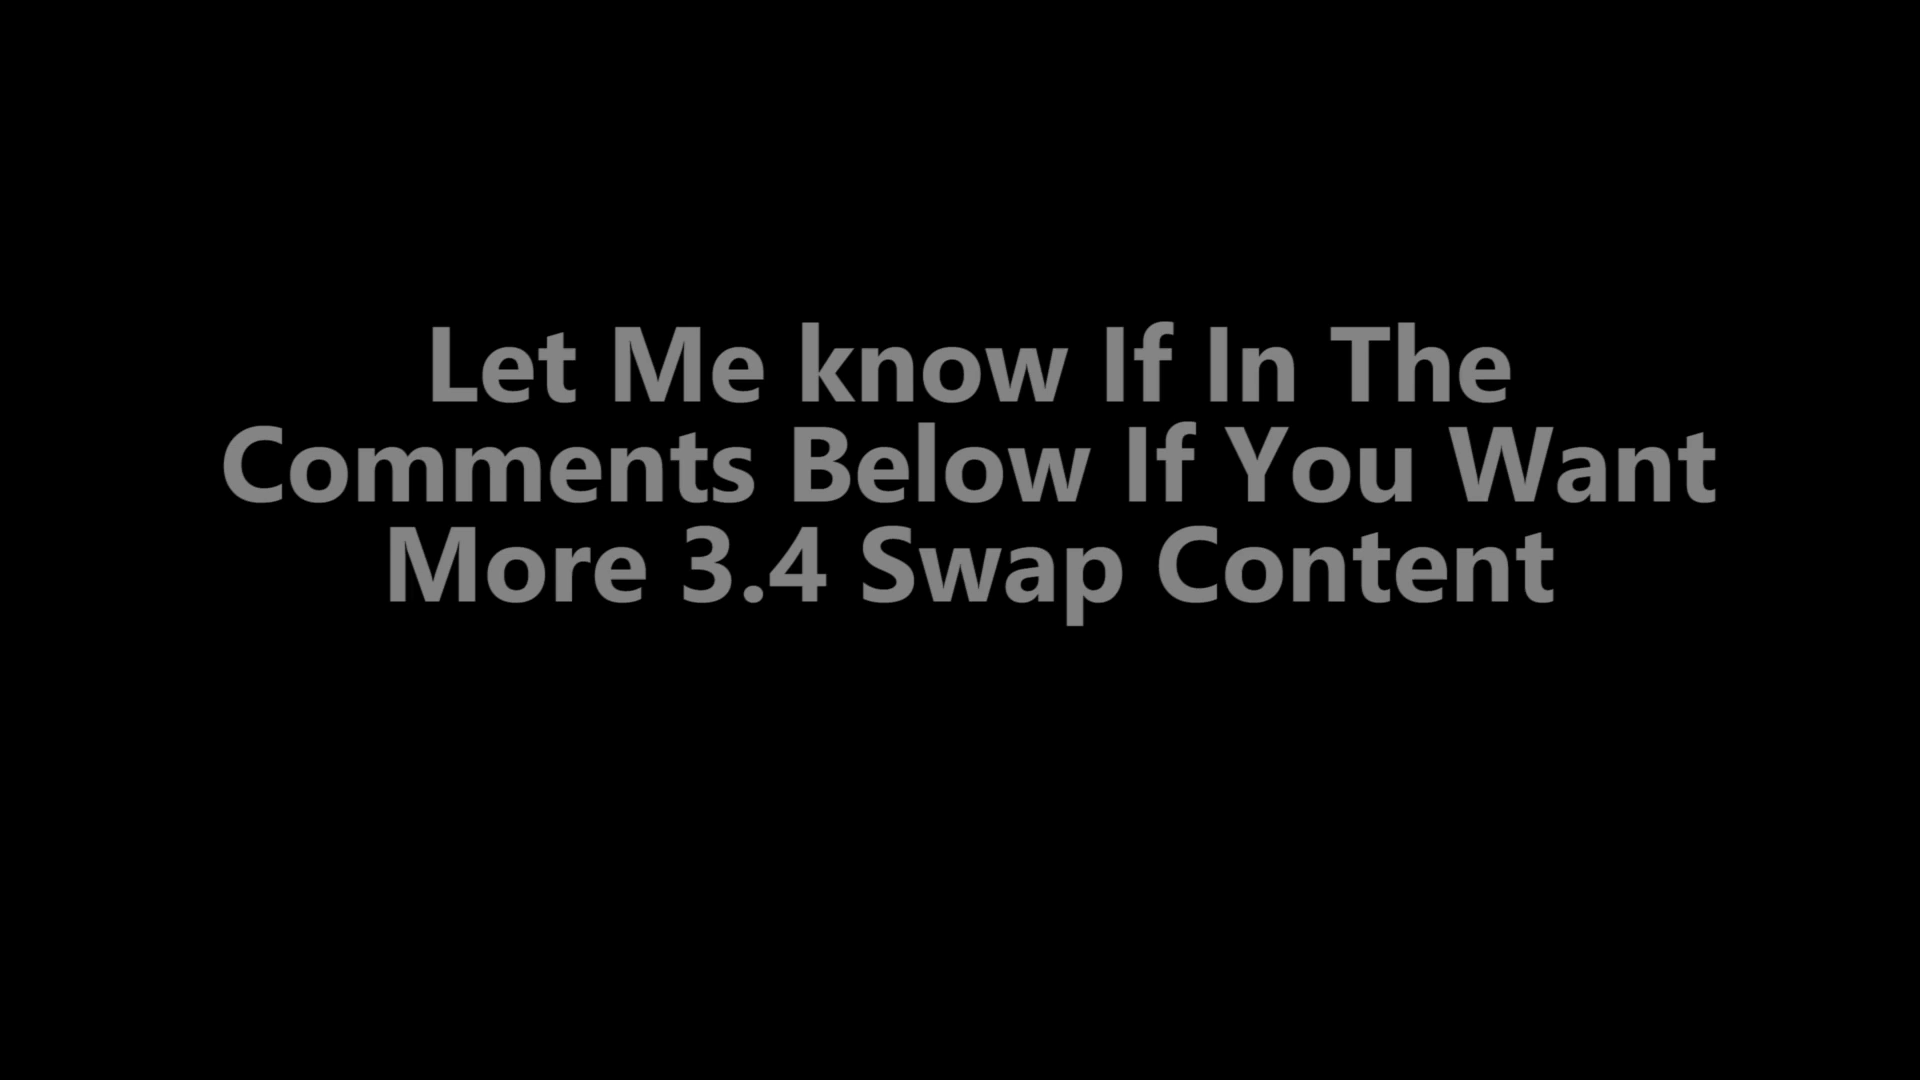 Let Me know If In The
Comments Below If You Want
More 3.4 Swap Content